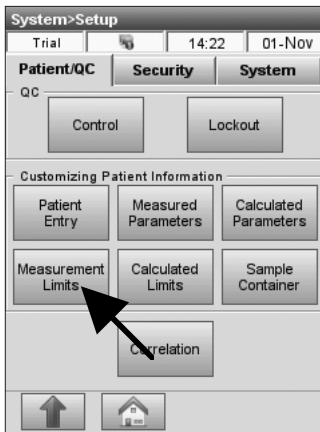 System>Setup
Trial 14:22 01-Nov
Patient/QC Security System
QC
Control Lockout
Customizing Patient Information
Patient Entry Measured Parameters Calculated Parameters
Measurement Limits Calculated Limits Sample Container
Correlation